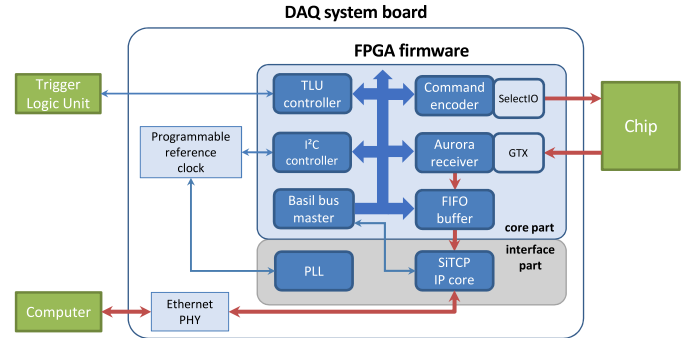 DAQ system board
FPGA firmware
Trigger
Logic Unit
TLU
controller
Command
encoder
SelectIO
Chip
Programmable
reference
clock
I²C
controller
Aurora
receiver
GTX
Basil bus
master
FIFO
buffer
core part
interface
part
PLL
SiTCP
IP core
Computer
Ethernet
PHY